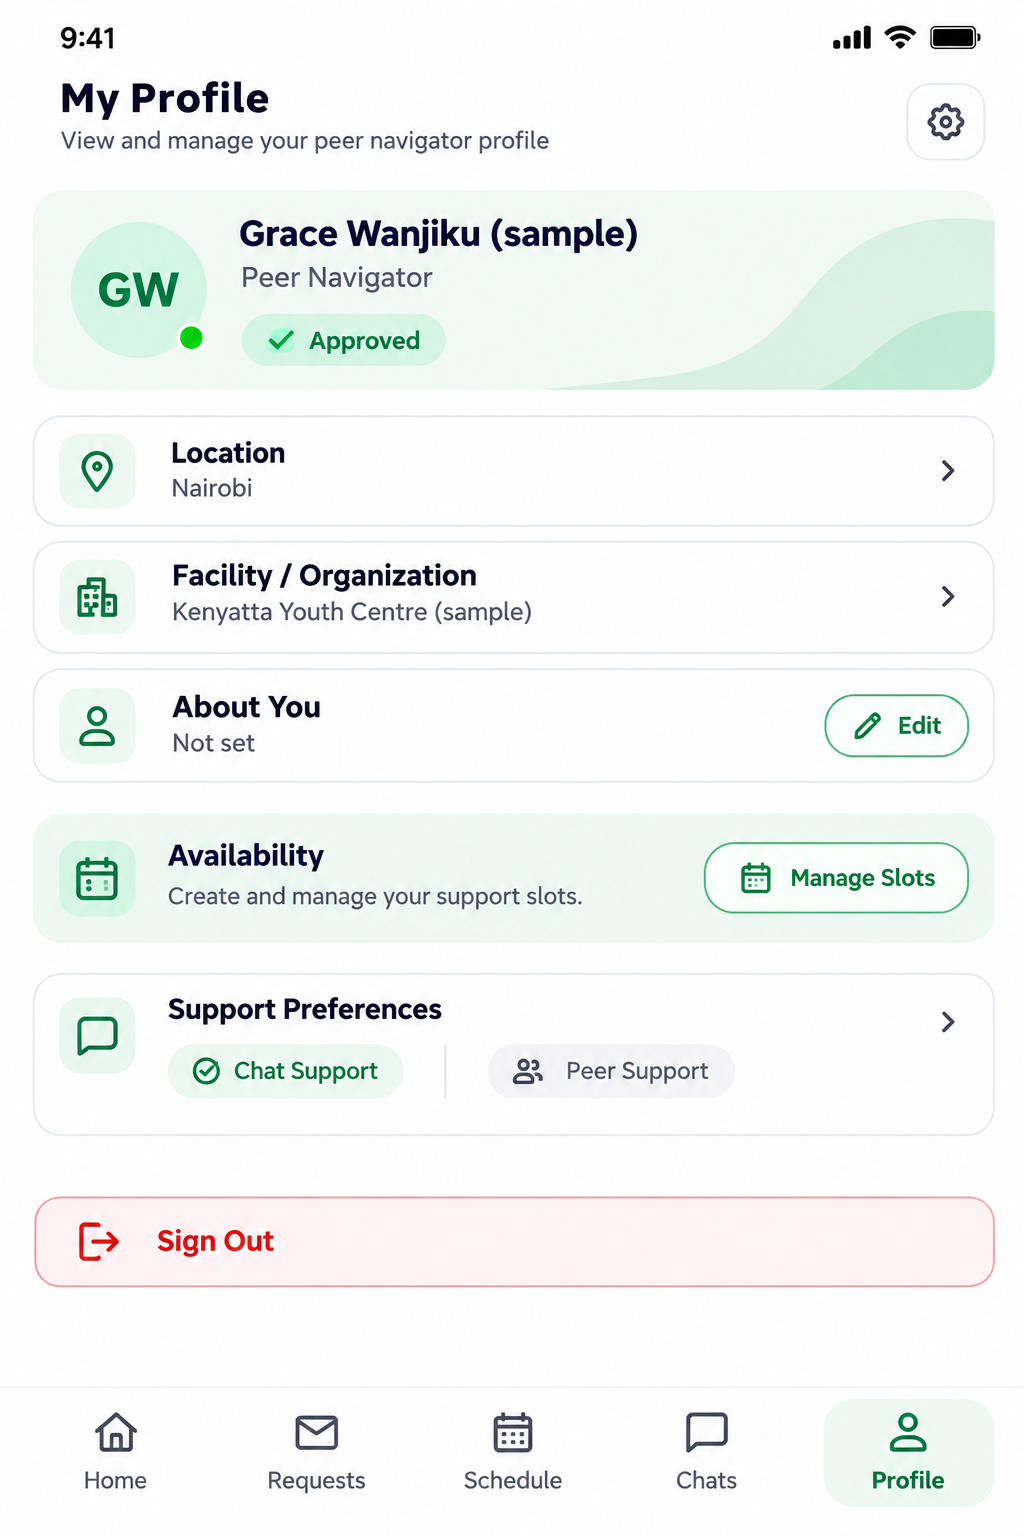 9:41
My Profile
View and manage your peer navigator profile
GW
Grace Wanjiku (sample)
Peer Navigator
Approved
Location
Nairobi
Facility / Organization
Kenyatta Youth Centre (sample)
About You
Not set
Edit
Availability
Create and manage your support slots.
Manage Slots
Support Preferences
Chat Support
Peer Support
Sign Out
Home
Requests
Schedule
Chats
Profile